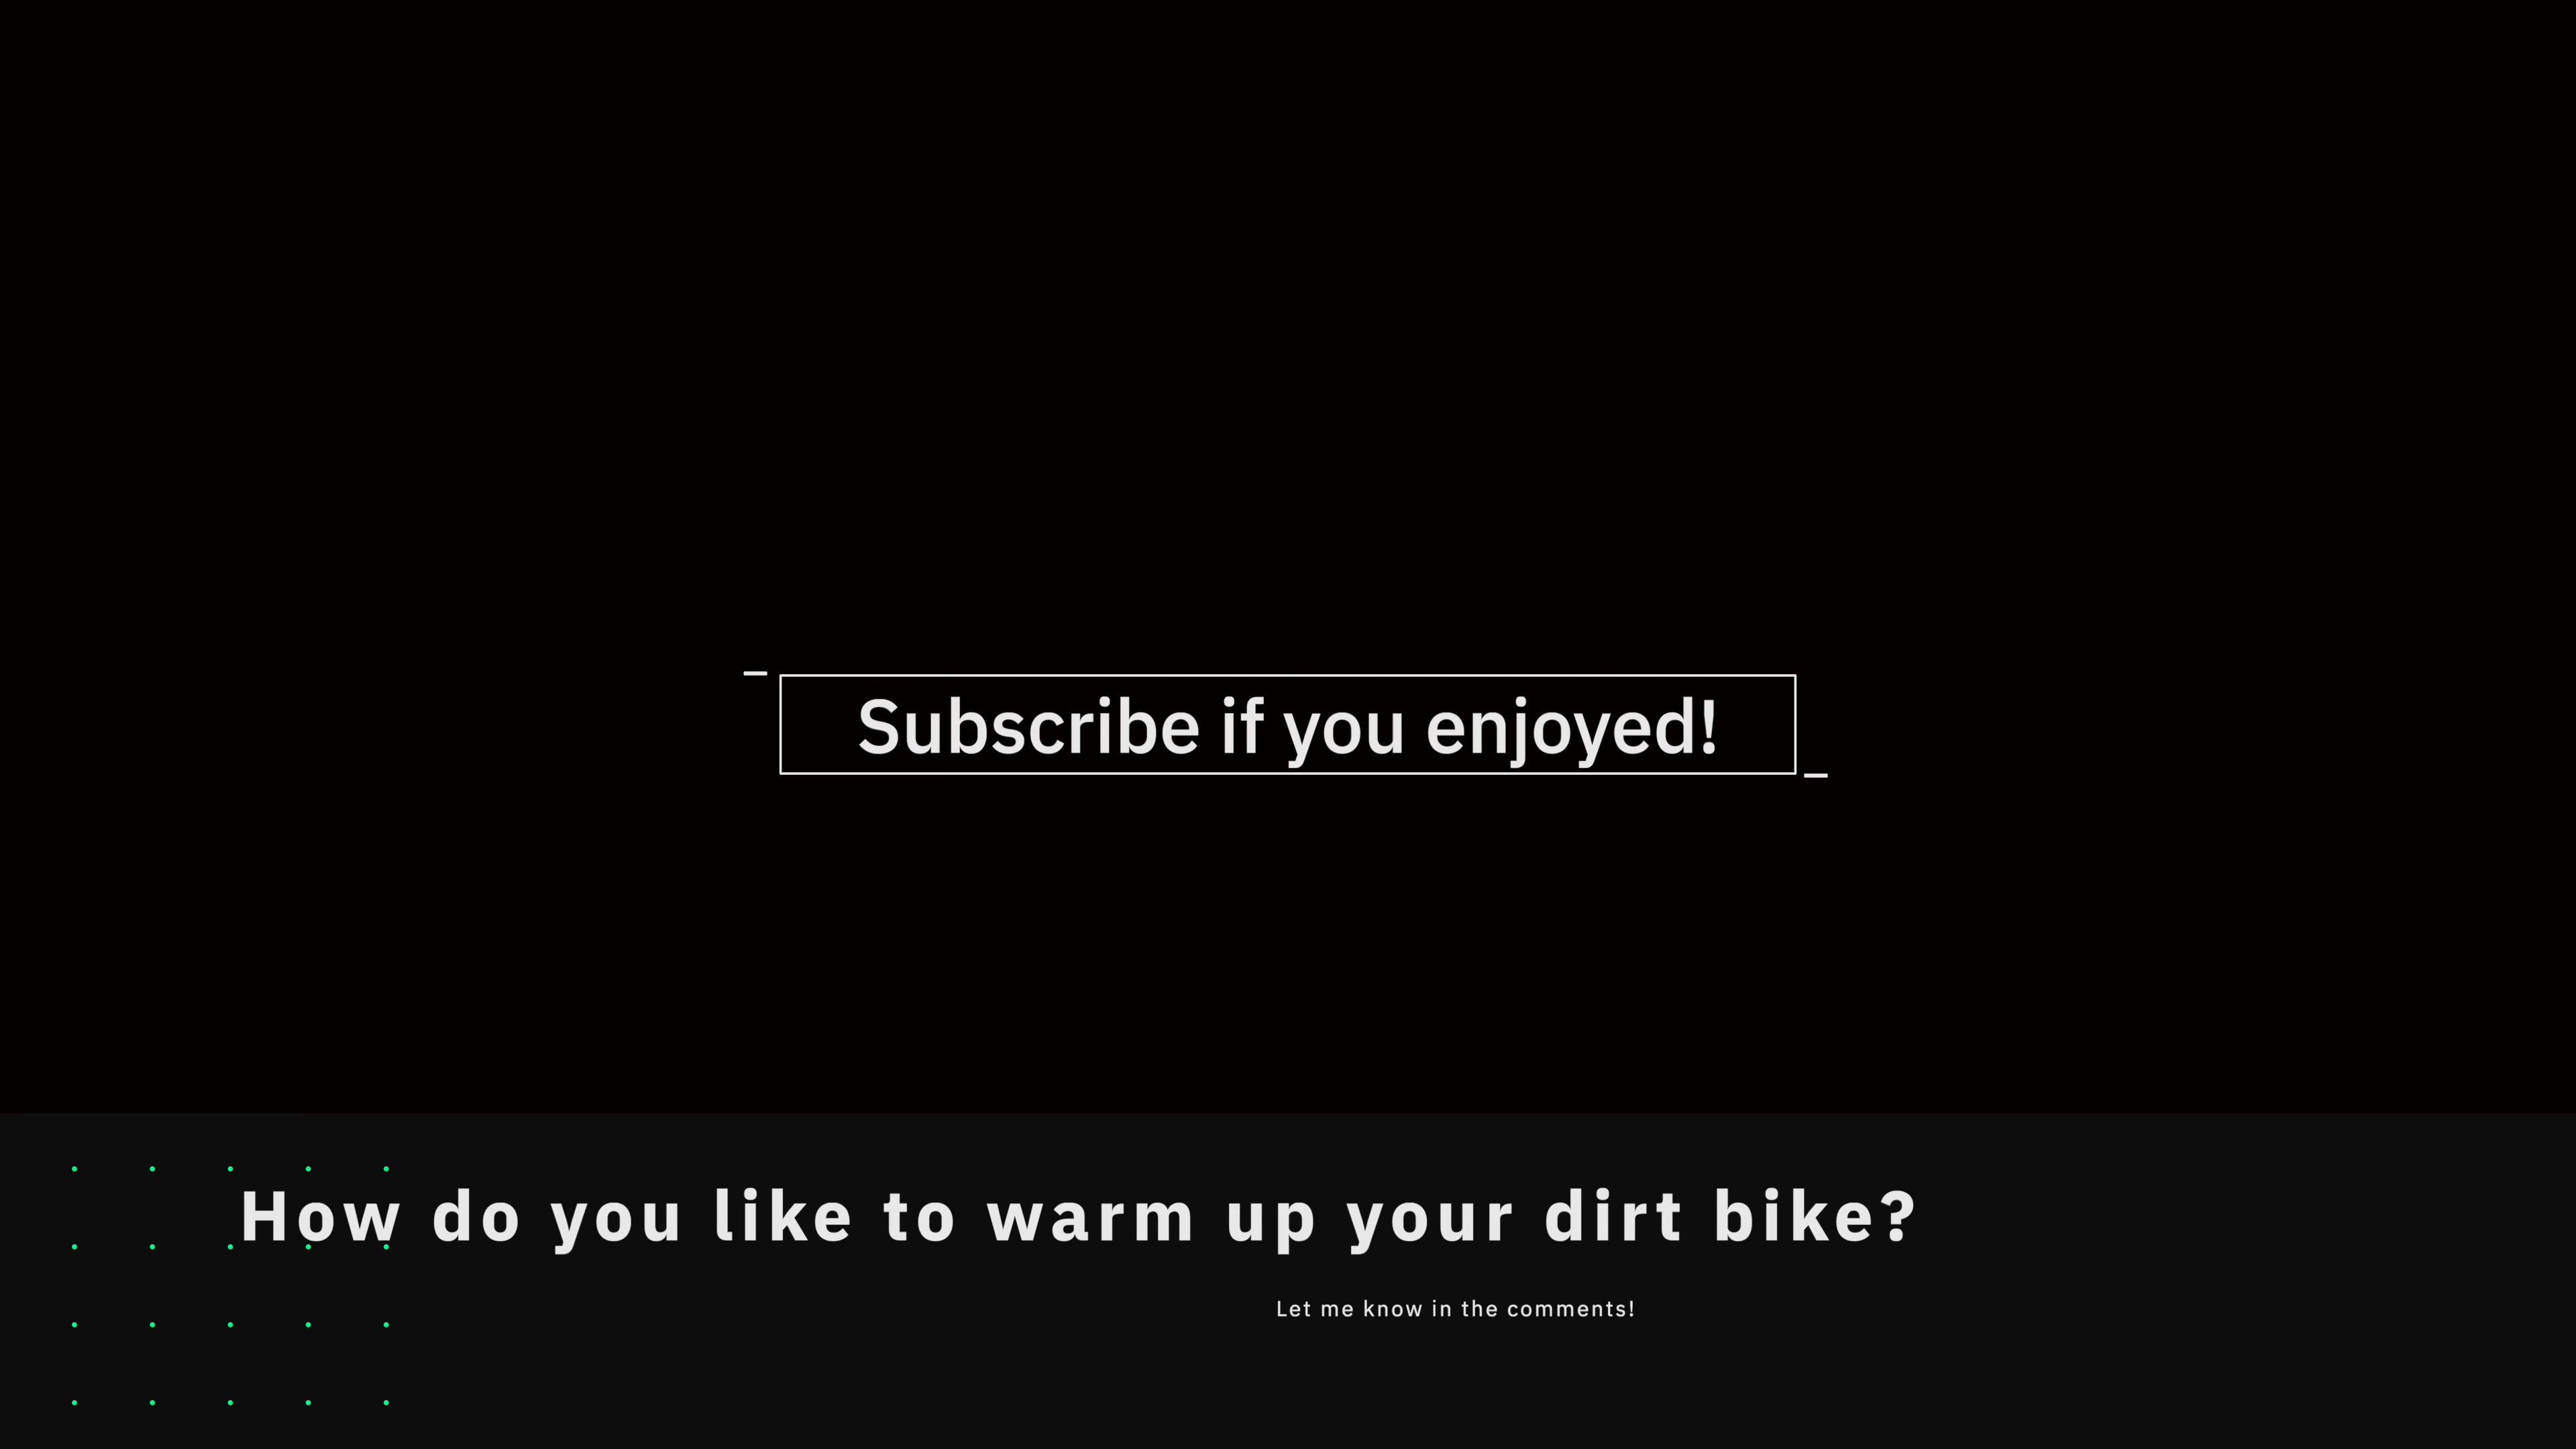 Subscribe if you enjoyed!
How do you like to warm up your dirt bike?
Let me know in the comments!